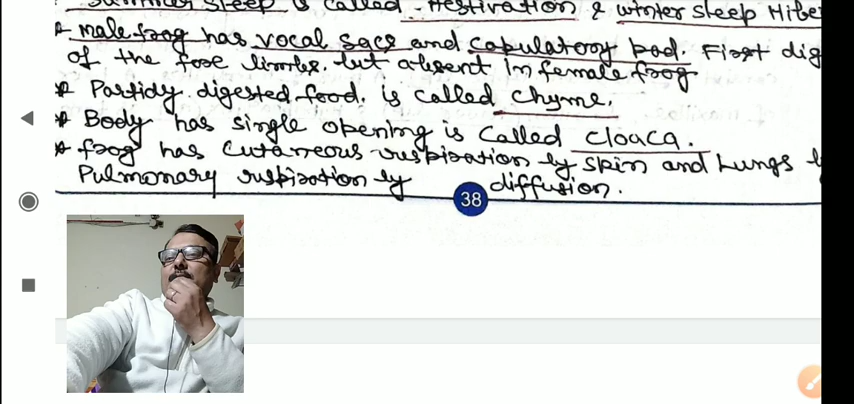 Summer sleep is called Aestivation & winter sleep Hibe
* Male frog has vocal sacs and copulatory pad. First dig
of the fore limbs. but absent in female frog
* Partidy digested food. is called chyme.
* Body has single opening is called cloaca.
* frog has cutaneous respiration by skin and Lungs
Pulmonary respiration by diffusion.
38